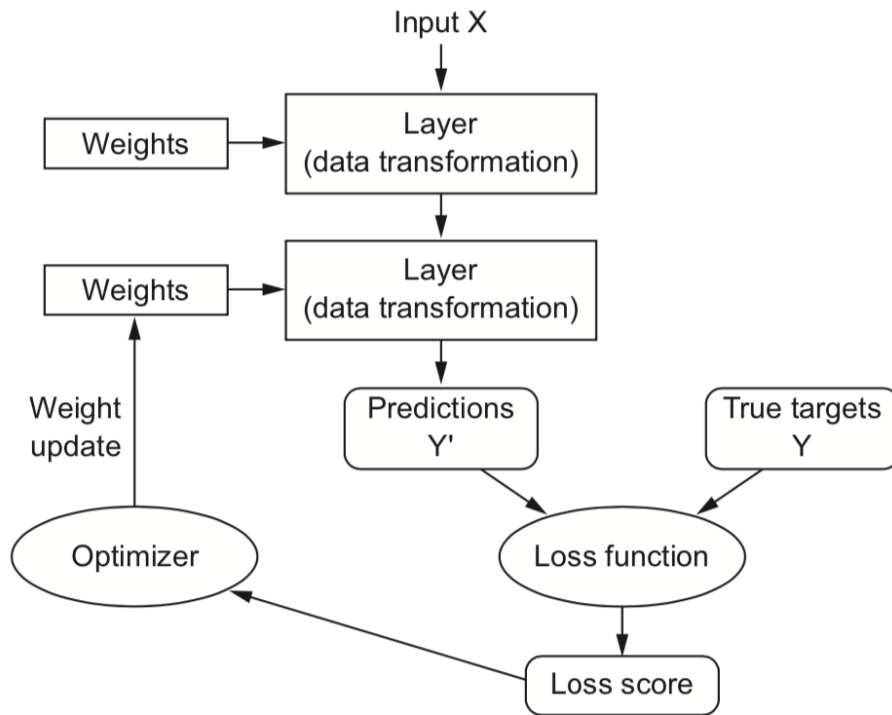 Input X
Weights
Layer
(data transformation)
Weights
Layer
(data transformation)
Weight
update
Predictions
Y'
True targets
Y
Optimizer
Loss function
Loss score